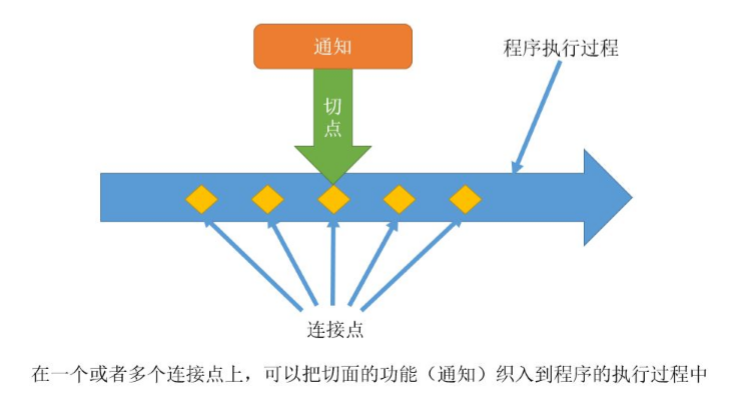 通知
程序执行过程
切
点
连接点
在一个或者多个连接点上，可以把切面的功能（通知）织入到程序的执行过程中